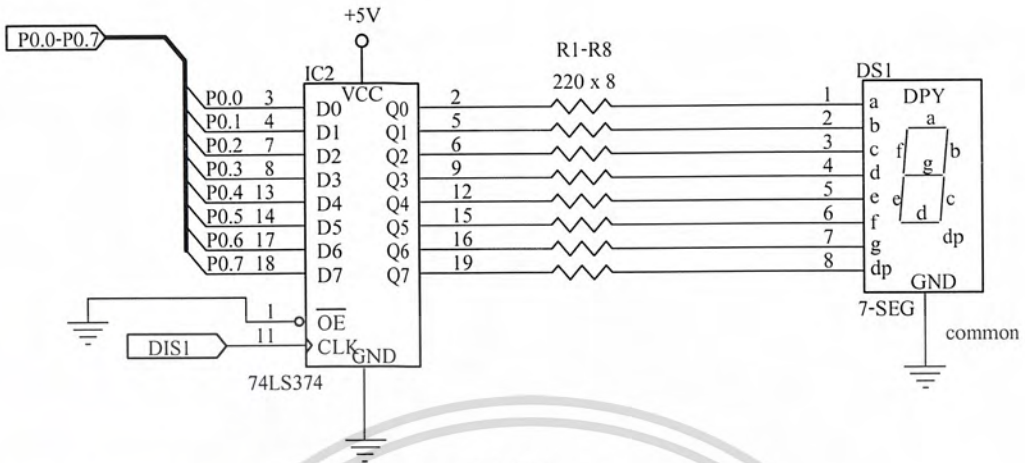 +5V
P0.0-P0.7
R1-R8
220 x 8
IC2
VCC
DS1
DPY
P0.0 3 D0 Q0 2 1 a
P0.1 4 D1 Q1 5 2 b
P0.2 7 D2 Q2 6 3 c
P0.3 8 D3 Q3 9 4 d
P0.4 13 D4 Q4 12 5 e
P0.5 14 D5 Q5 15 6 f
P0.6 17 D6 Q6 16 7 g
P0.7 18 D7 Q7 19 8 dp
a
f b
g
e c
d
dp
GND
7-SEG
common
1 OE
DIS1 11 CLK
GND
74LS374